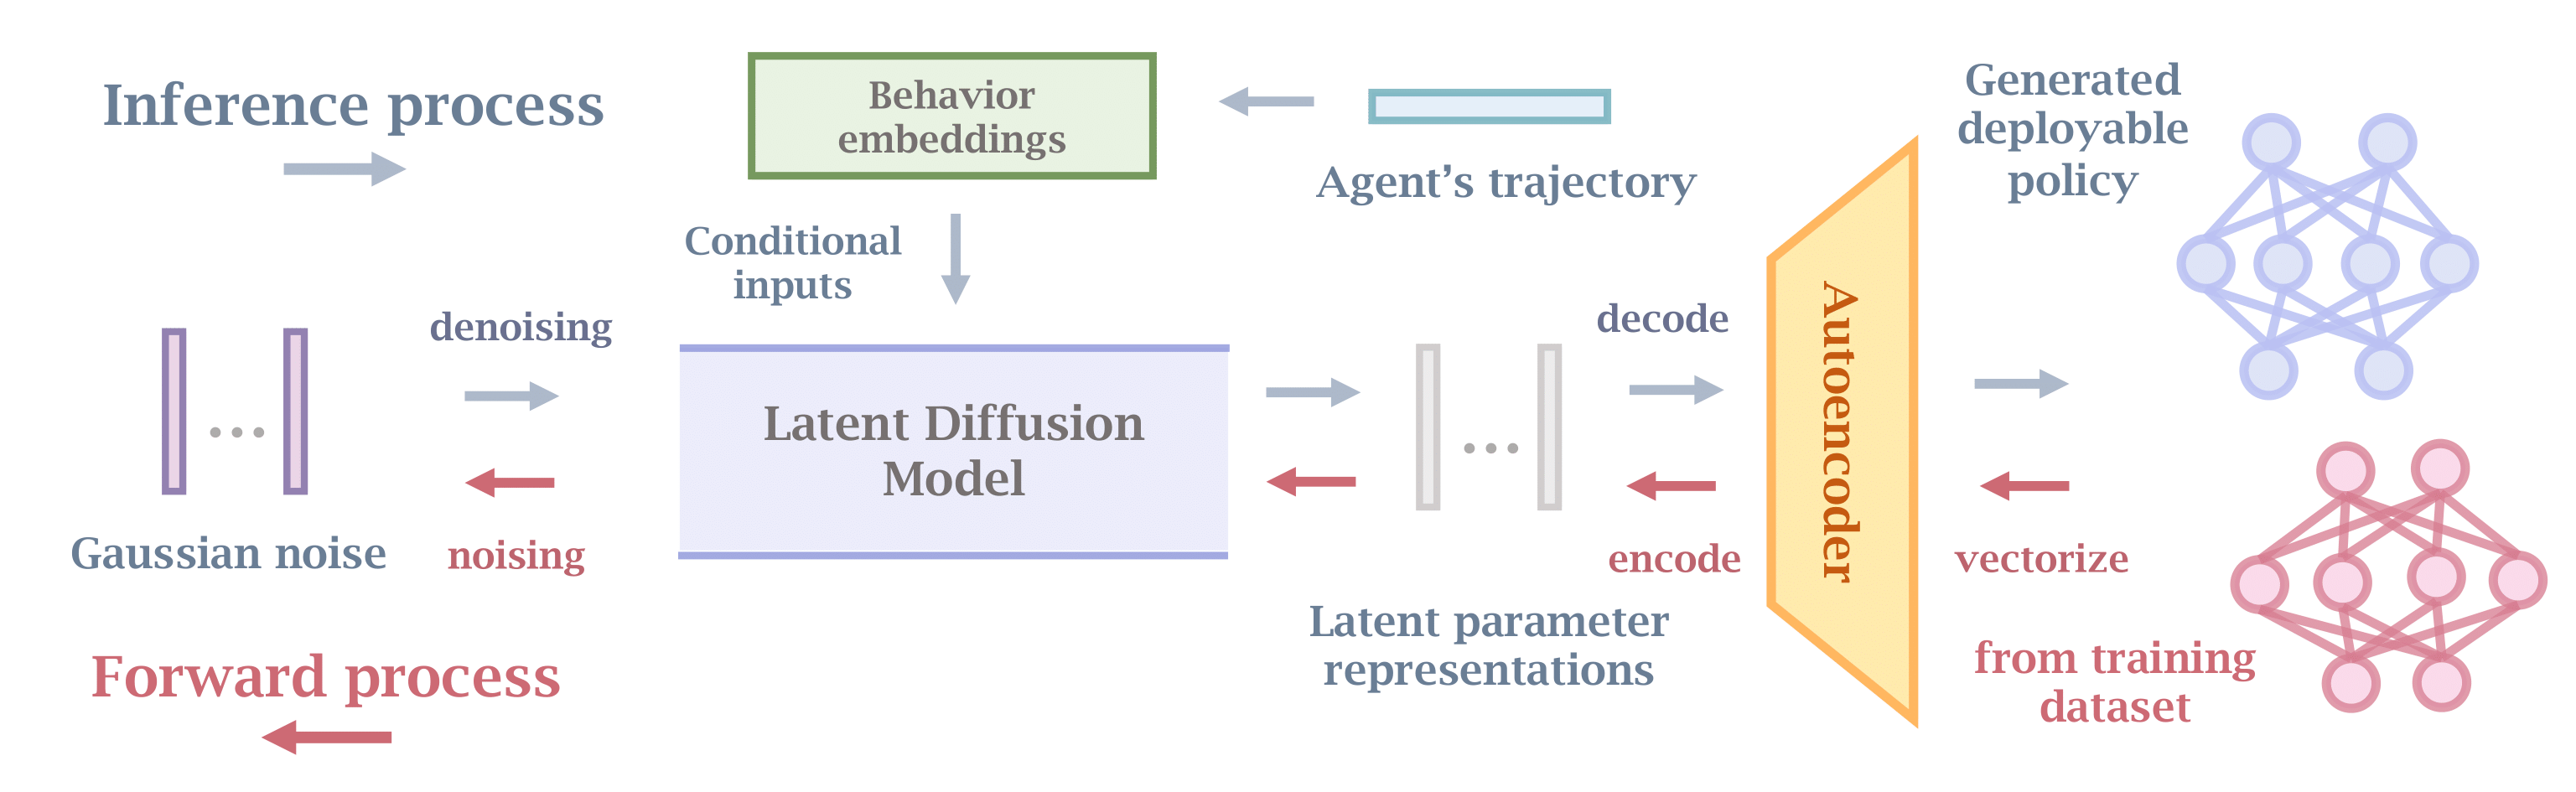 Inference process
Behavior
embeddings
Agent’s trajectory
Generated
deployable
policy
Conditional
inputs
denoising
decode
Latent Diffusion
Model
...
...
Autoencoder
Gaussian noise
noising
encode
vectorize
Latent parameter
representations
Forward process
from training
dataset